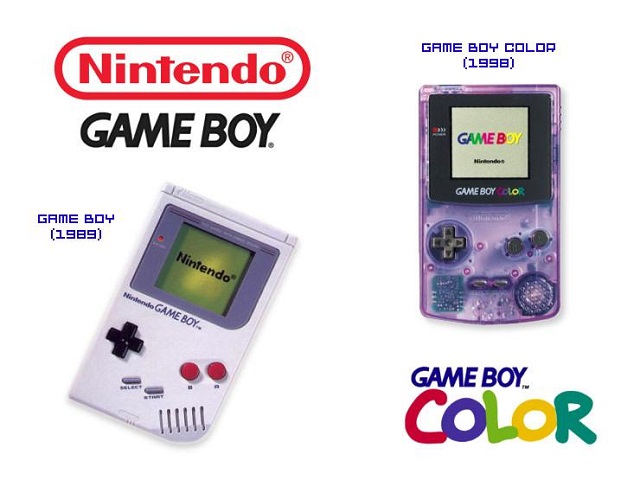 Nintendo®
GAME BOY®
GAME BOY COLOR
(1998)
GAME BOY
Nintendo®
GAME BOY COLOR
Nintendo
GAME BOY
(1989)
Nintendo®
Nintendo GAME BOY™
SELECT
START
B
A
GAME BOY™
COLOR